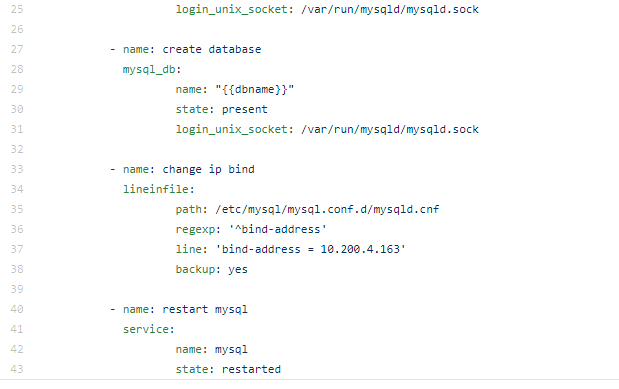 25 login_unix_socket: /var/run/mysqld/mysqld.sock
26
27 - name: create database
28 mysql_db:
29 name: "{{dbname}}"
30 state: present
31 login_unix_socket: /var/run/mysqld/mysqld.sock
32
33 - name: change ip bind
34 lineinfile:
35 path: /etc/mysql/mysql.conf.d/mysqld.cnf
36 regexp: '^bind-address'
37 line: 'bind-address = 10.200.4.163'
38 backup: yes
39
40 - name: restart mysql
41 service:
42 name: mysql
43 state: restarted